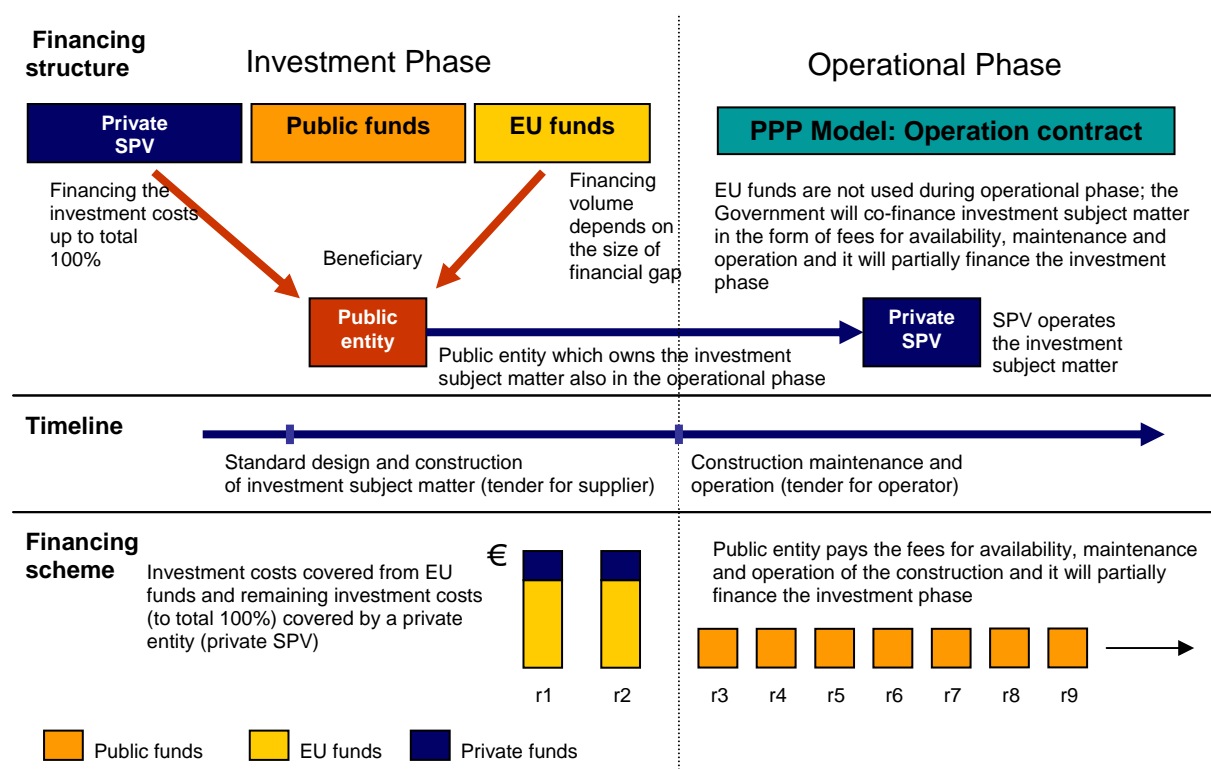 Financing
structure
Investment Phase
Operational Phase
Private
SPV
Public funds
EU funds
PPP Model: Operation contract
Financing the
investment costs
up to total
100%
Beneficiary
Financing
volume
depends on
the size of
financial gap
EU funds are not used during operational phase; the
Government will co-finance investment subject matter
in the form of fees for availability, maintenance and
operation and it will partially finance the investment
phase
Public
entity
Private
SPV
SPV operates
the investment
subject matter
Public entity which owns the investment
subject matter also in the operational phase
Timeline
Standard design and construction
of investment subject matter (tender for supplier)
Construction maintenance and
operation (tender for operator)
Financing
scheme
Investment costs covered from EU
funds and remaining investment costs
(to total 100%) covered by a private
entity (private SPV)
€
Public entity pays the fees for availability, maintenance
and operation of the construction and it will partially
finance the investment phase
r1
r2
r3
r4
r5
r6
r7
r8
r9
Public funds
EU funds
Private funds